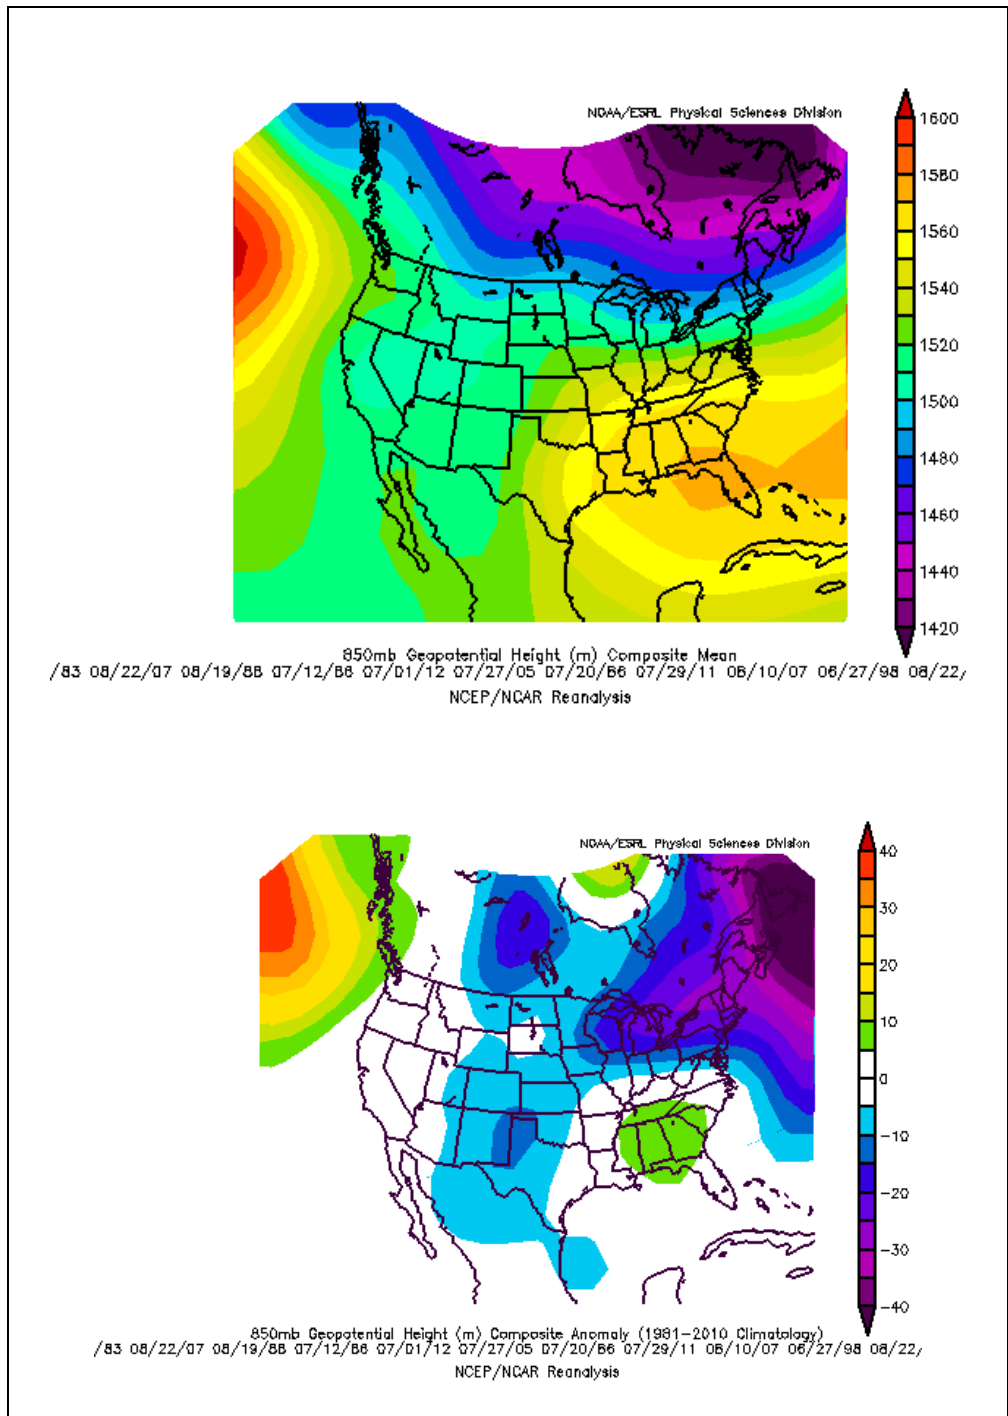 NOAA/ESRL Physical Sciences Division
1600
1580
1560
1540
1520
1500
1480
1460
1440
1420
850mb Geopotential Height (m) Composite Mean
/83 08/22/07 08/19/88 07/12/86 07/01/12 07/27/05 07/20/86 07/29/11 06/10/07 06/27/98 06/22/
NCEP/NCAR Reanalysis
NOAA/ESRL Physical Sciences Division
40
30
20
10
0
-10
-20
-30
-40
850mb Geopotential Height (m) Composite Anomaly (1981-2010 Climatology)
/83 08/22/07 08/19/88 07/12/86 07/01/12 07/27/05 07/20/86 07/29/11 06/10/07 06/27/98 06/22/
NCEP/NCAR Reanalysis